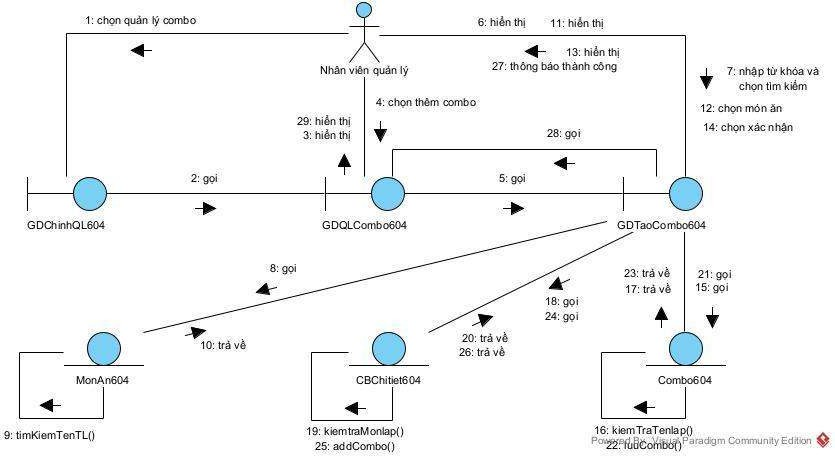 1: chọn quản lý combo
6: hiển thị
11: hiển thị
13: hiển thị
27: thông báo thành công
Nhân viên quản lý
7: nhập từ khóa và
chọn tìm kiếm
4: chọn thêm combo
12: chọn món ăn
29: hiển thị
3: hiển thị
14: chọn xác nhận
28: gọi
2: gọi
5: gọi
GDChinhQL604
GDQLCombo604
GDTaoCombo604
8: gọi
23: trả về
17: trả về
21: gọi
15: gọi
18: gọi
24: gọi
10: trả về
20: trả về
26: trả về
MonAn604
CBChitiet604
Combo604
9: timKiemTenTL()
19: kiemtraMonlap()
25: addCombo()
16: kiemTraTenlap()
22: luuCombo()
Powered By Visual Paradigm Community Edition